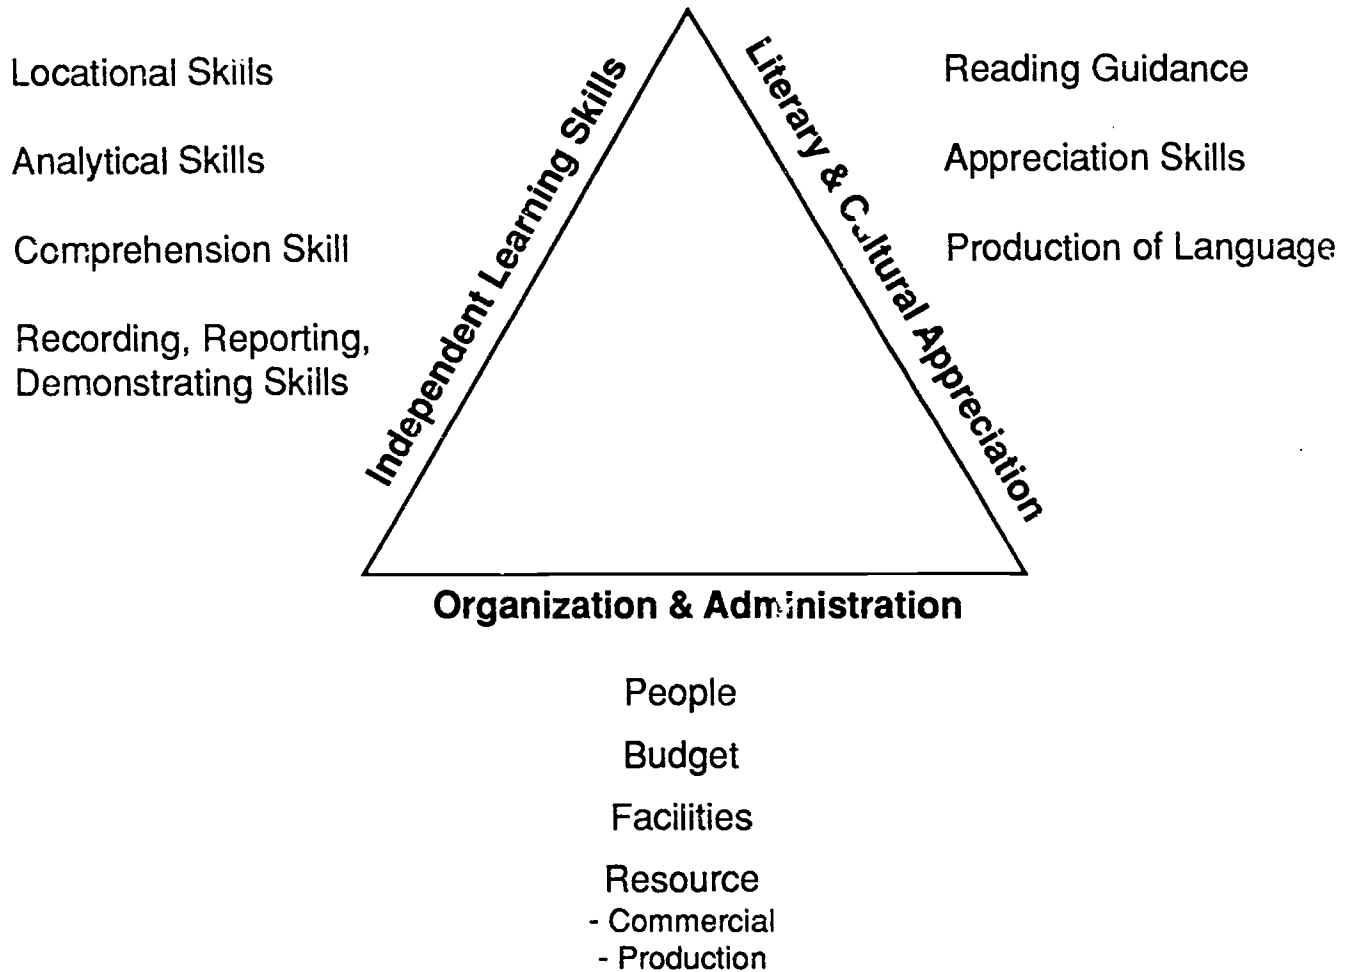 Locational Skills
Analytical Skills
Comprehension Skill
Recording, Reporting,
Demonstrating Skills
Independent Learning Skills
Literary & Cultural Appreciation
Reading Guidance
Appreciation Skills
Production of Language
Organization & Administration
People
Budget
Facilities
Resource
- Commercial
- Production